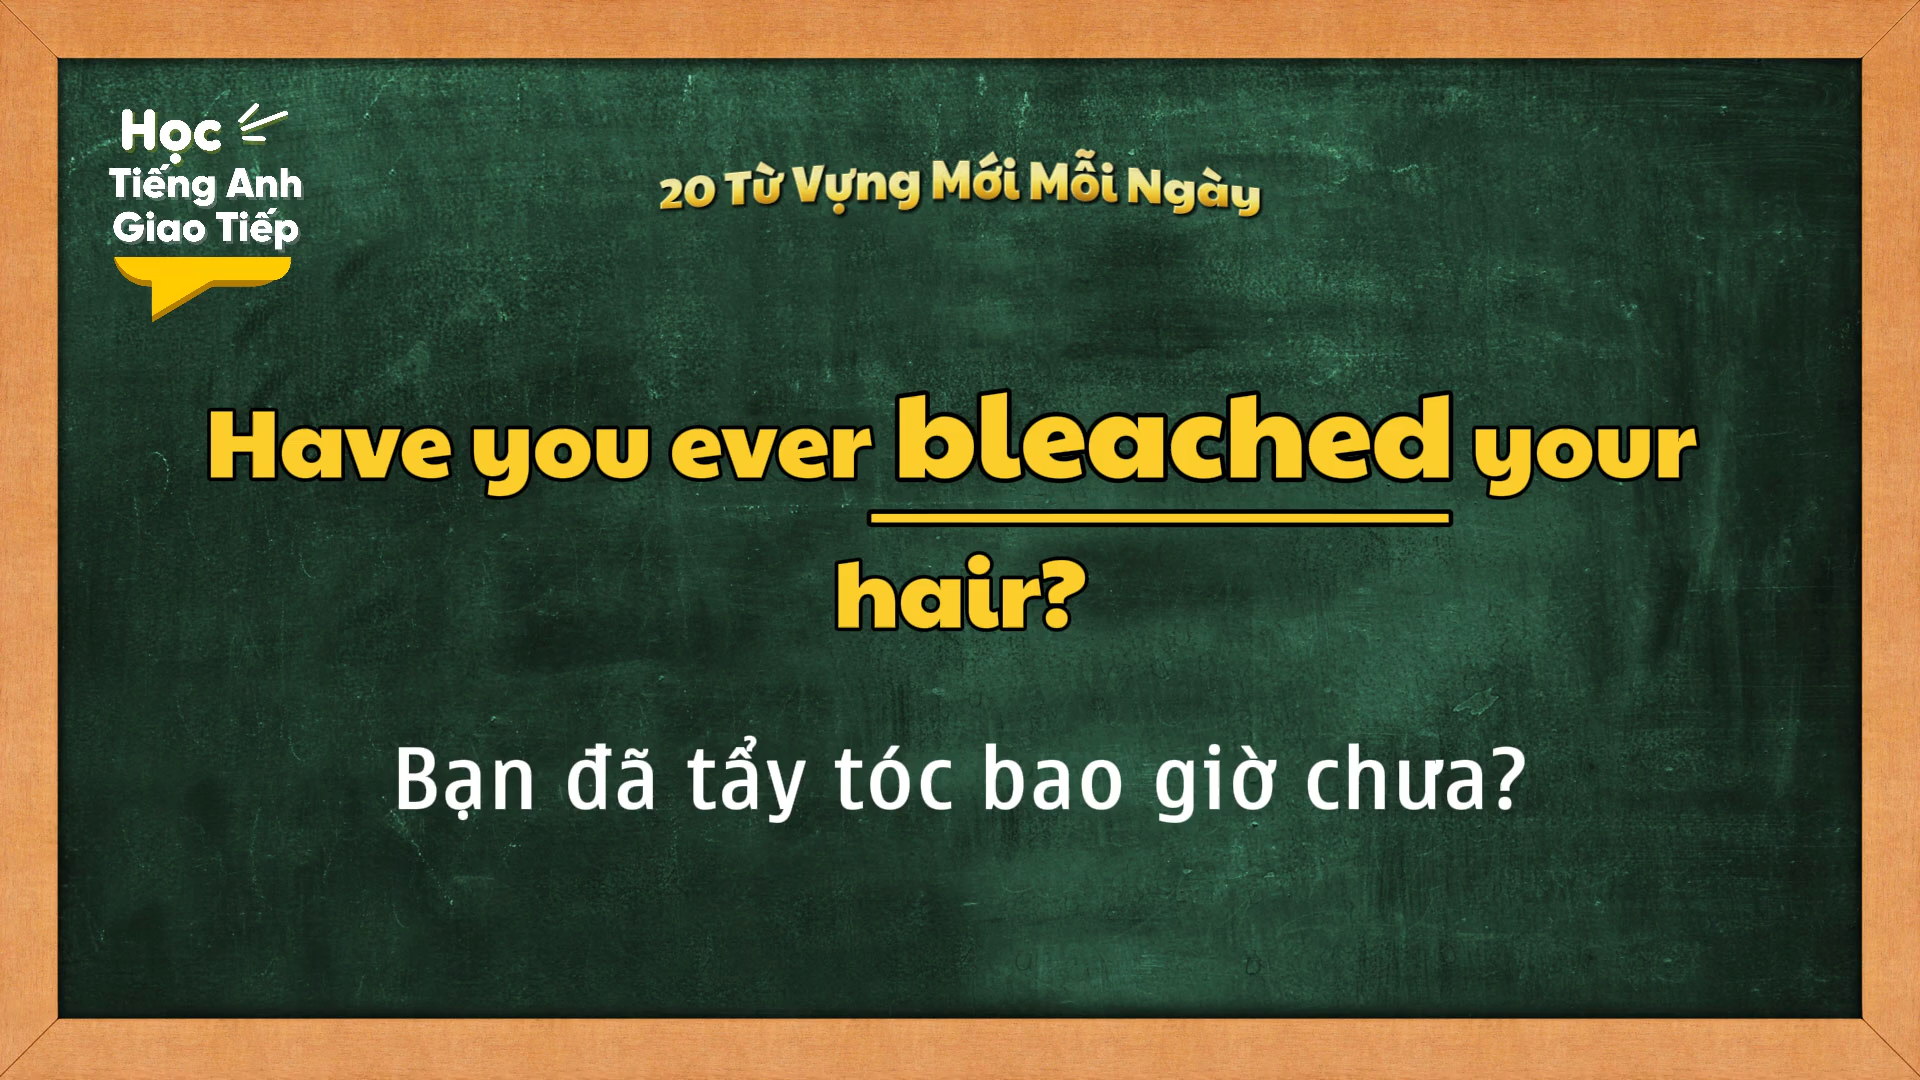 Học
Tiếng Anh
Giao Tiếp
20 Từ Vựng Mới Mỗi Ngày
Have you ever bleached your
hair?
Bạn đã tẩy tóc bao giờ chưa?